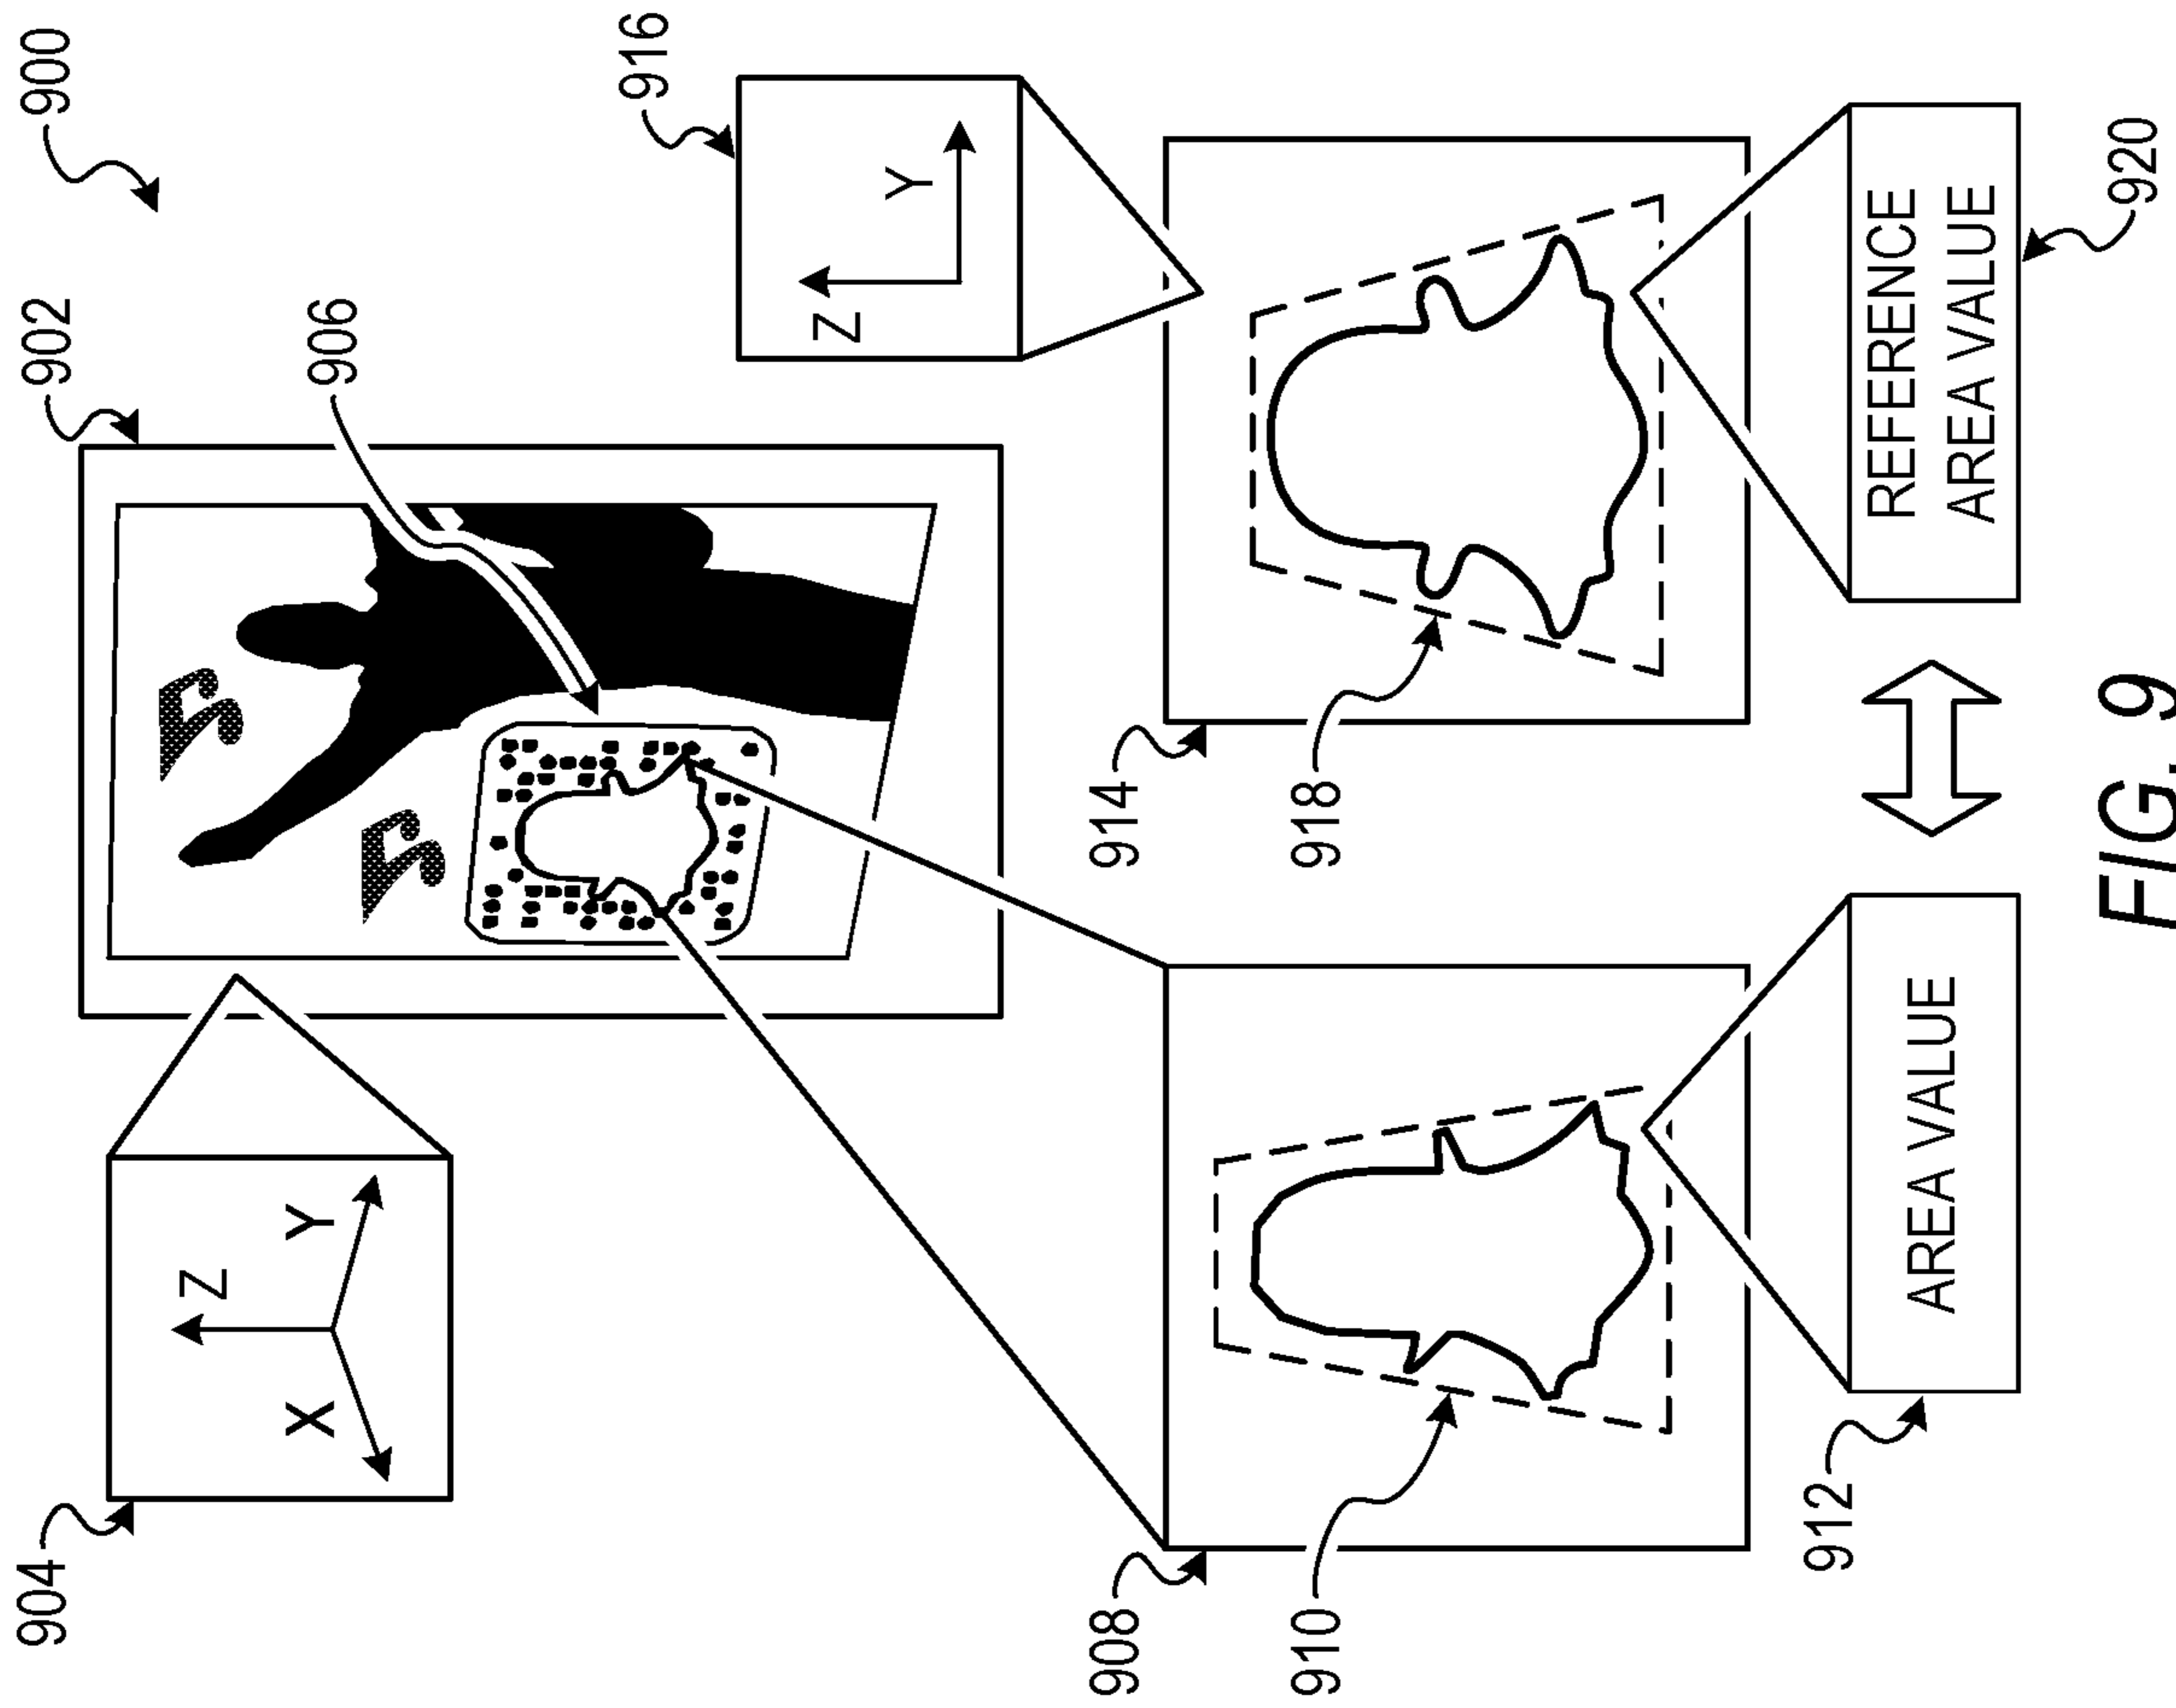 900
902
904
Z
X
Y
906
916
Z
Y
908
910
914
918
AREA VALUE
912
REFERENCE
AREA VALUE
920
FIG. 9